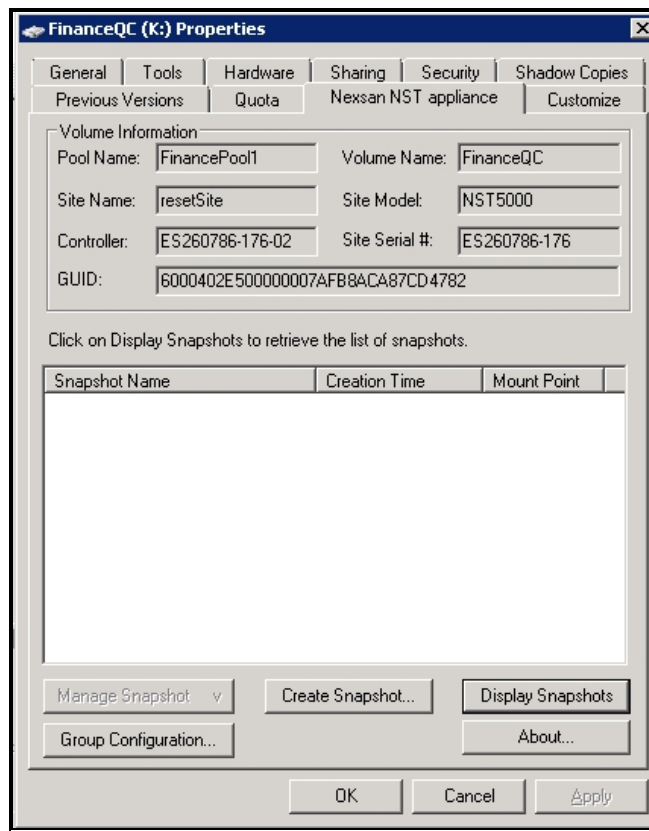 FinanceQC (K:) Properties
General Tools Hardware Sharing Security Shadow Copies
Previous Versions Quota Nexsan NST appliance Customize
Volume Information
Pool Name: FinancePool1 Volume Name: FinanceQC
Site Name: resetSite Site Model: NST5000
Controller: ES260786-176-02 Site Serial #: ES260786-176
GUID: 6000402E500000007AFB8ACA87CD4782
Click on Display Snapshots to retrieve the list of snapshots.
Snapshot Name Creation Time Mount Point
Manage Snapshot v Create Snapshot... Display Snapshots
Group Configuration... About...
OK Cancel Apply